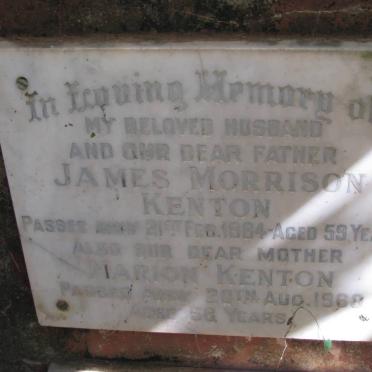 In Loving Memory of
MY BELOVED HUSBAND
AND OUR DEAR FATHER
JAMES MORRISON
KENTON
PASSED AWAY 21ST FEB. 1964 - AGED 59 YEA
ALSO OUR DEAR MOTHER
MARION KENTON
PASSED AWAY 20TH AUG. 1968
AGED 58 YEARS